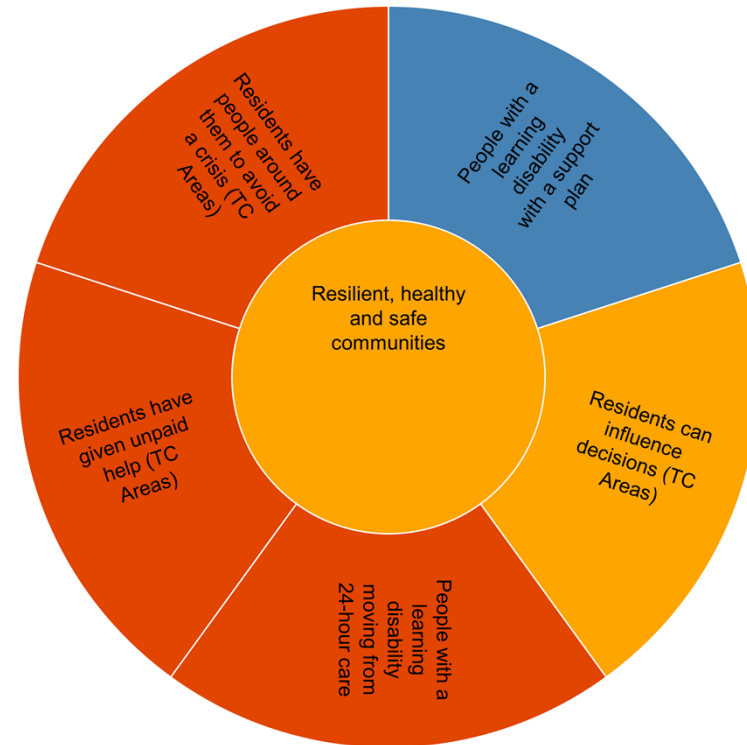 Resilient, healthy
and safe
communities
People with a
learning
disability
with a support
plan
Residents can
influence
decisions (TC
Areas)
People with a
learning
disability
moving from
24-hour care
Residents have
given unpaid
help (TC
Areas)
Residents have
people around
them to avoid
a crisis (TC
Areas)